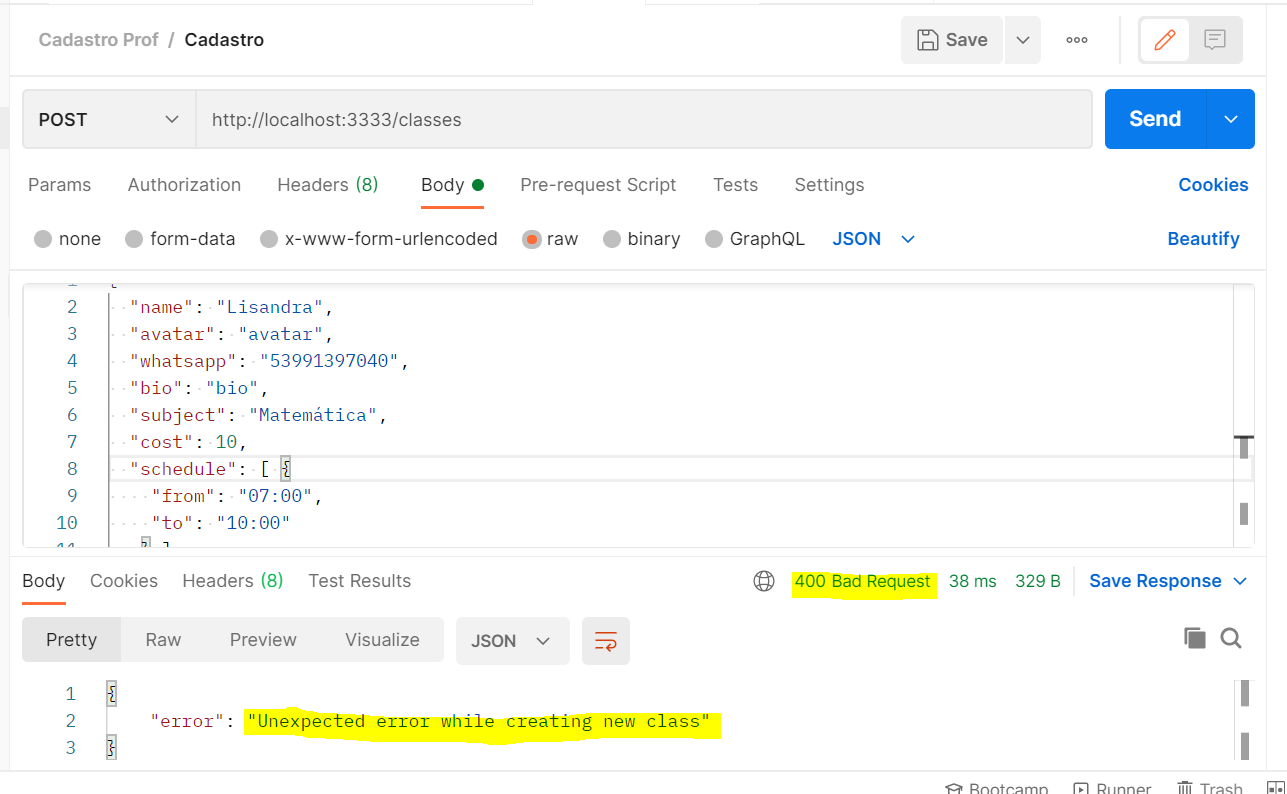 Cadastro Prof / Cadastro
Save
POST
http://localhost:3333/classes
Send
Params Authorization Headers (8) Body Pre-request Script Tests Settings Cookies
none form-data x-www-form-urlencoded raw binary GraphQL JSON Beautify
2 "name": "Lisandra",
3 "avatar": "avatar",
4 "whatsapp": "53991397040",
5 "bio": "bio",
6 "subject": "Matemática",
7 "cost": 10,
8 "schedule": [ {
9 "from": "07:00",
10 "to": "10:00"
11 } ]
Body Cookies Headers (8) Test Results 400 Bad Request 38 ms 329 B Save Response
Pretty Raw Preview Visualize JSON
1 {
2 "error": "Unexpected error while creating new class"
3 }
Bootcamp Runner Trash